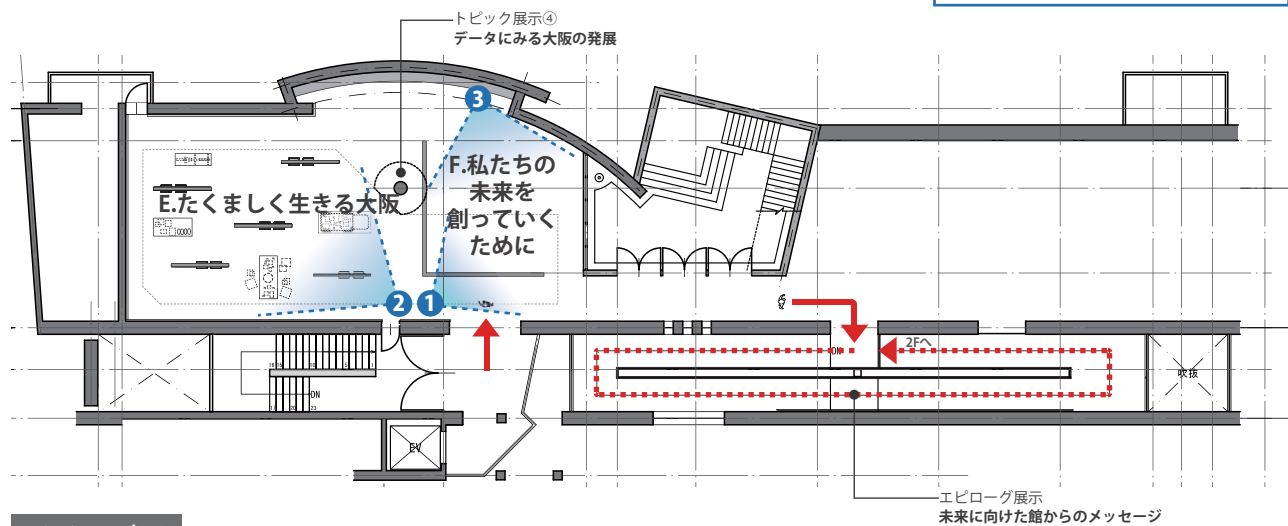 トピック展示④
データにみる大阪の発展
E.たくましく生きる大阪
F.私たちの
未来を
創っていく
ために
3
2
1
DN
2Fへ
吹抜
DN
EV
エピローグ展示
未来に向けた館からのメッセージ